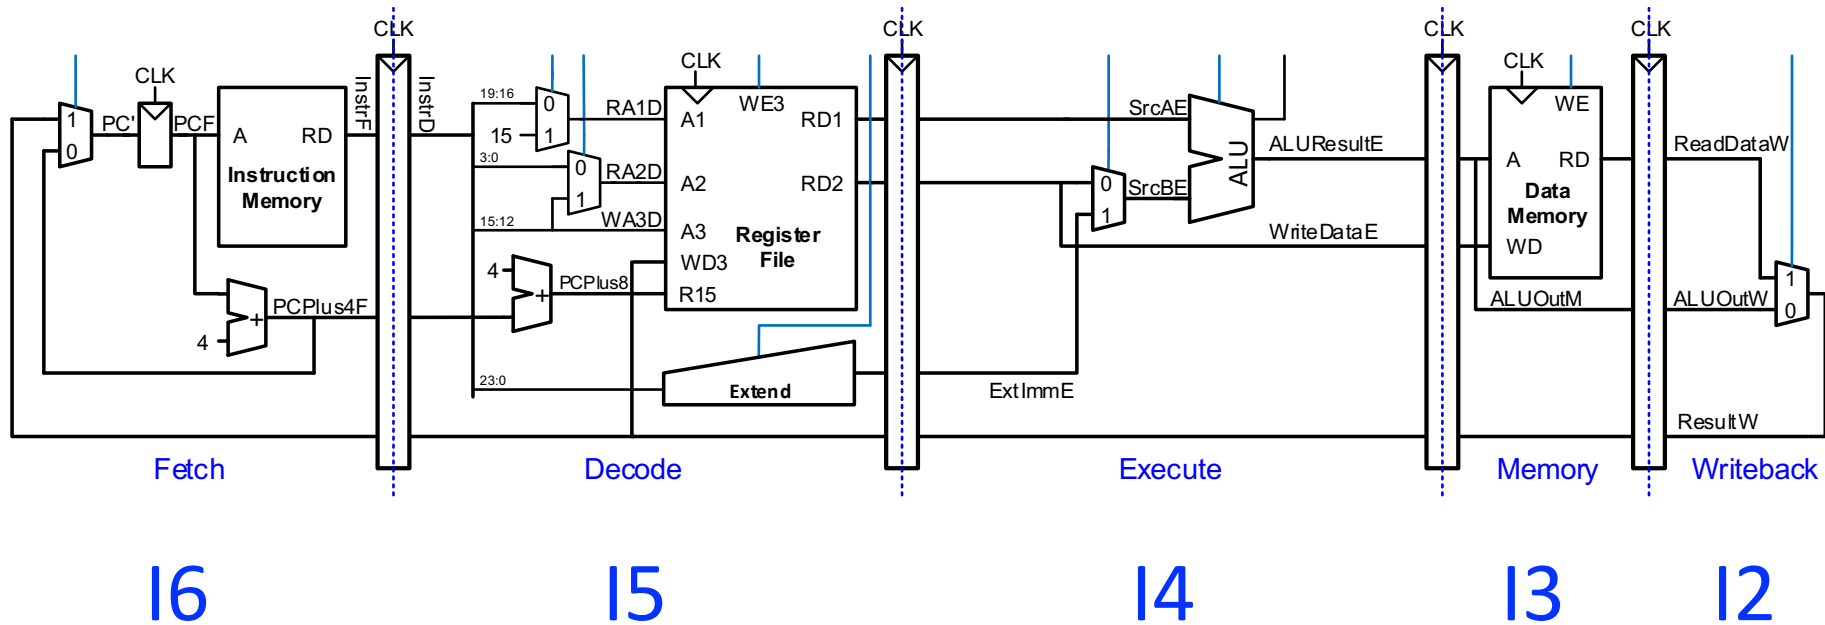 CLK
CLK
CLK
CLK
CLK
CLK
CLK
1
0
PC'
PCF
A
RD
Instruction
Memory
InstrF
InstrD
PCPlus4F
4
+
19:16
15
0
1
RA1D
3:0
0
1
RA2D
15:12
WA3D
4
+
PCPlus8
23:0
WE3
A1
RD1
A2
RD2
A3
Register
File
WD3
R15
Extend
SrcAE
0
1
SrcBE
ALU
ALUResultE
WriteDataE
ExtImmE
WE
A
RD
Data
Memory
WD
ALUOutM
ReadDataW
ALUOutW
1
0
ResultW
Fetch
Decode
Execute
Memory
Writeback
I6
I5
I4
I3
I2